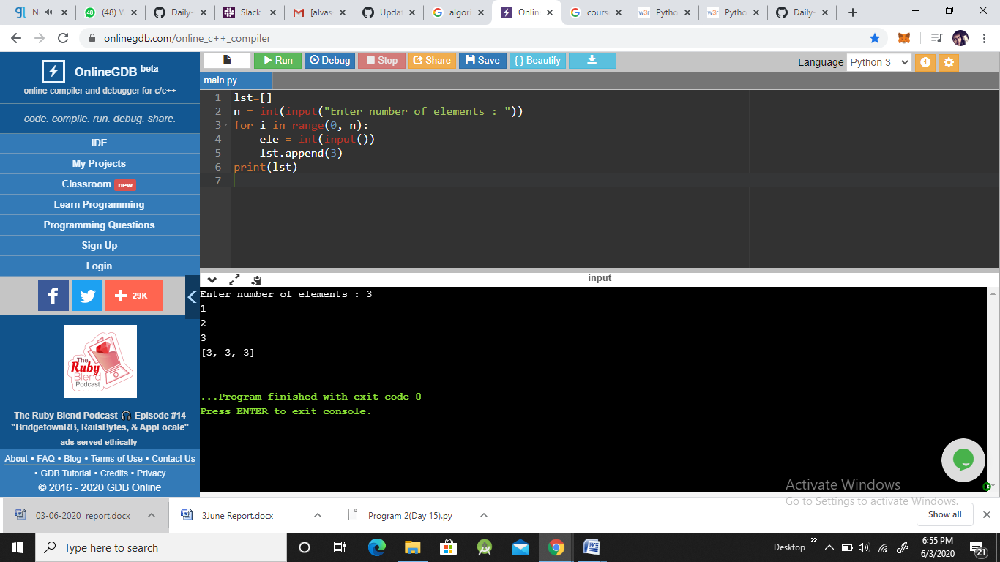 N
(48) W
Daily-
Slack
[alvas
Updat
algori
Onlin
cours
w3r Pytho
w3r Pytho
Daily-
onlinegdb.com/online_c++_compiler
OnlineGDB beta
online compiler and debugger for c/c++
code. compile. run. debug. share.
IDE
My Projects
Classroom new
Learn Programming
Programming Questions
Sign Up
Login
+ 29K
The
Ruby
Blend
Podcast
The Ruby Blend Podcast 🎧 Episode #14
"BridgetownRB, RailsBytes, & AppLocale"
ads served ethically
About • FAQ • Blog • Terms of Use • Contact Us
• GDB Tutorial • Credits • Privacy
© 2016 - 2020 GDB Online
Run Debug Stop Share Save { } Beautify
Language Python 3
main.py
1 lst=[]
2 n = int(input("Enter number of elements : "))
3 for i in range(0, n):
4     ele = int(input())
5     lst.append(3)
6 print(lst)
7
input
Enter number of elements : 3
1
2
3
[3, 3, 3]
...Program finished with exit code 0
Press ENTER to exit console.
Activate Windows
Go to Settings to activate Windows.
03-06-2020 report.docx
3June Report.docx
Program 2(Day 15).py
Show all
Type here to search
Desktop
6:55 PM
6/3/2020
21